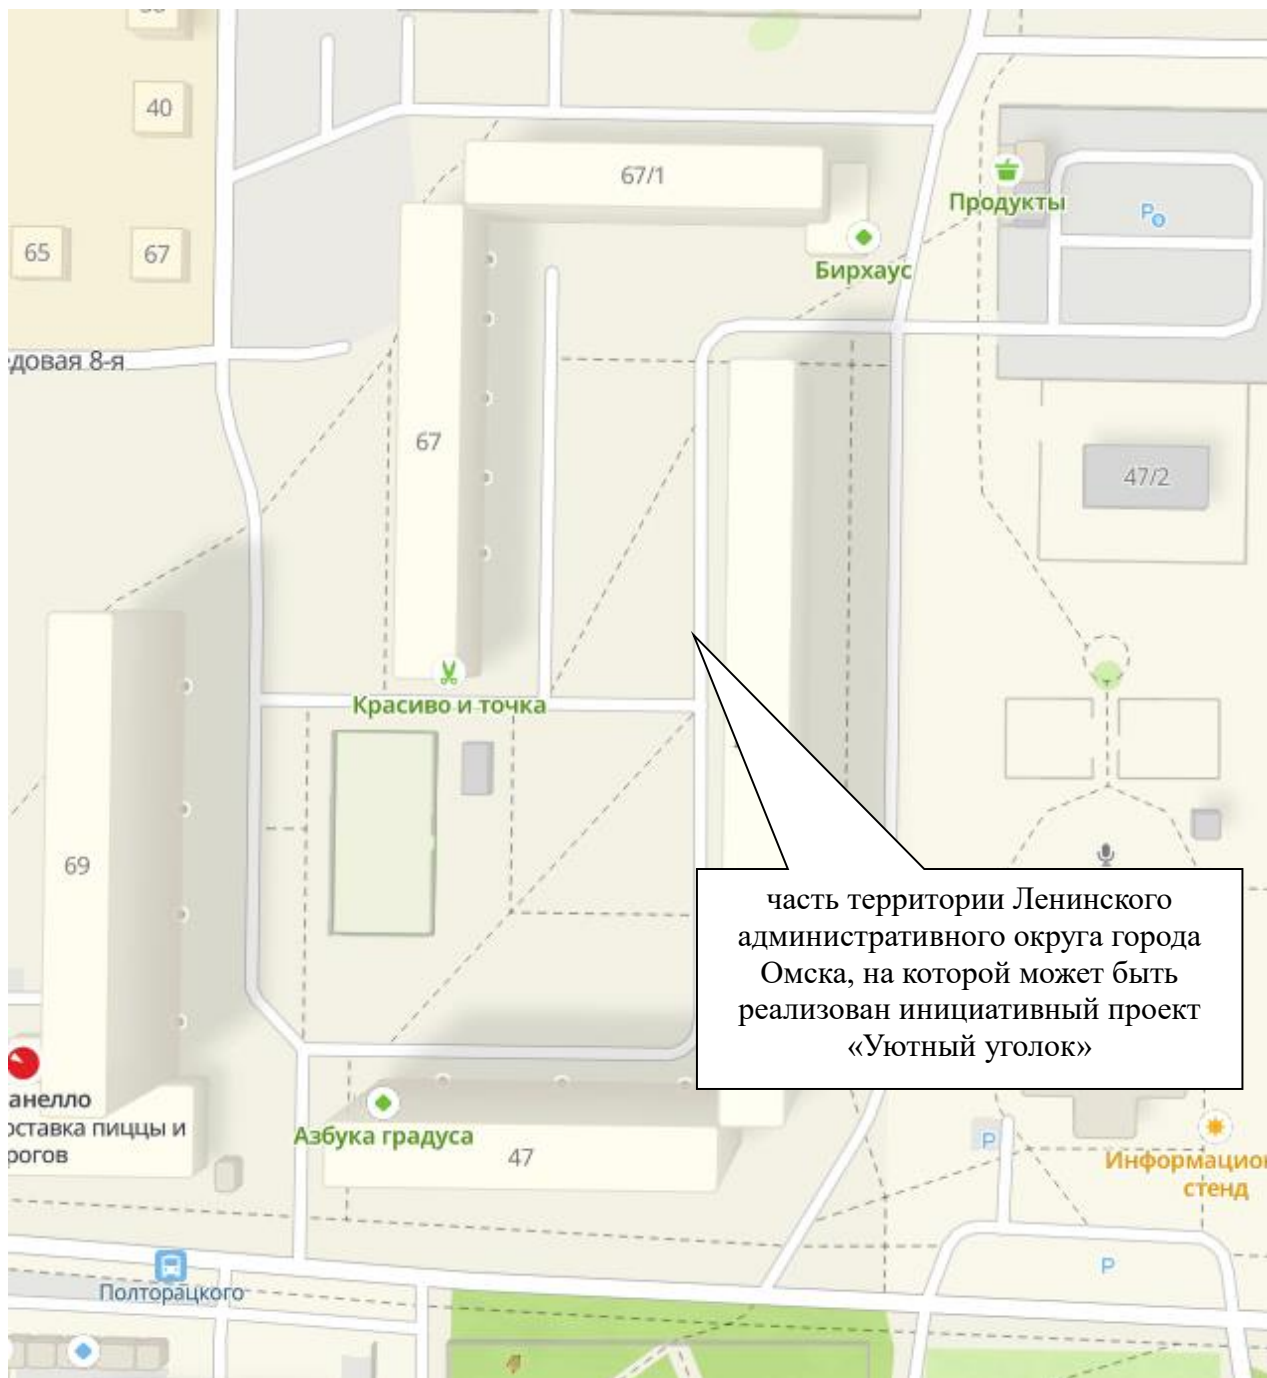 40
67/1
Продукты
P
65
67
Бирхаус
довая 8-я
67
47/2
Красиво и точка
69
часть территории Ленинского
административного округа города
Омска, на которой может быть
реализован инициативный проект
«Уютный уголок»
анелло
оставка пиццы и
рогов
Азбука градуса
47
P
Информацион
стенд
P
Полторацкого